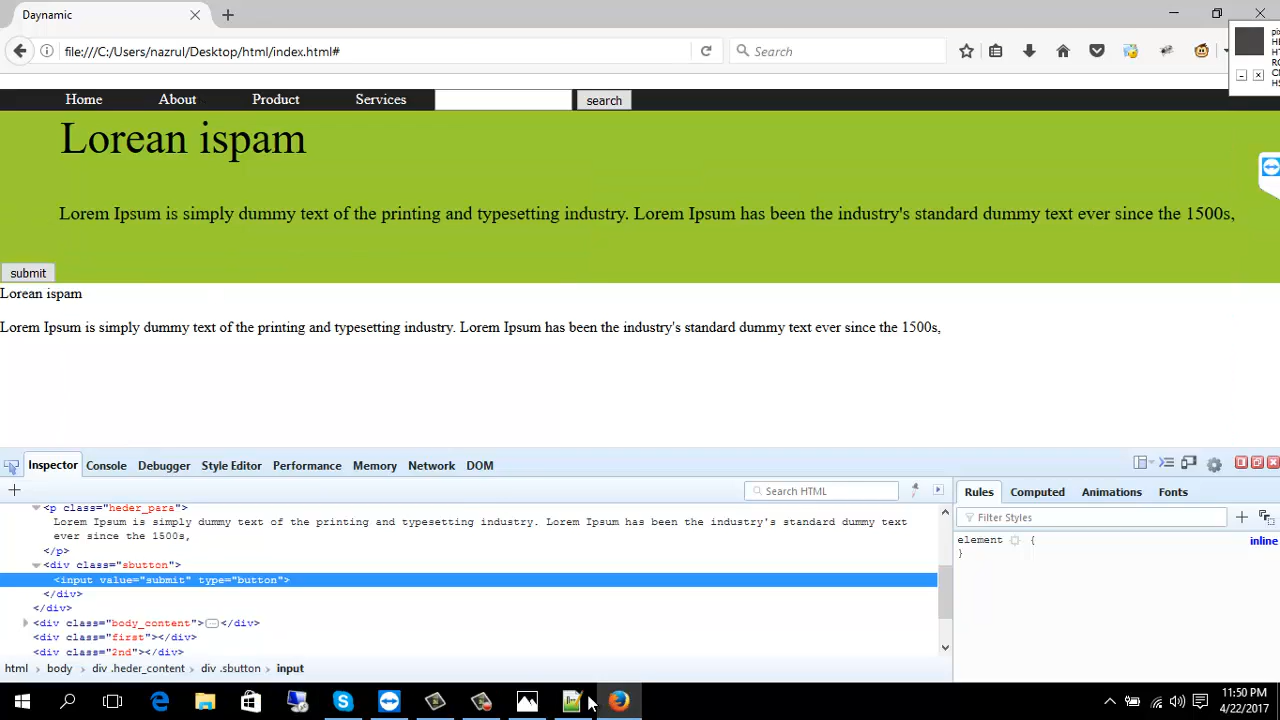 Daynamic
file:///C:/Users/nazrul/Desktop/html/index.html#
Search
Home About Product Services search
Lorean ispam
Lorem Ipsum is simply dummy text of the printing and typesetting industry. Lorem Ipsum has been the industry's standard dummy text ever since the 1500s,
submit
Lorean ispam
Lorem Ipsum is simply dummy text of the printing and typesetting industry. Lorem Ipsum has been the industry's standard dummy text ever since the 1500s,
Inspector Console Debugger Style Editor Performance Memory Network DOM
Search HTML
<p class="heder_para">
Lorem Ipsum is simply dummy text of the printing and typesetting industry. Lorem Ipsum has been the industry's standard dummy text
ever since the 1500s,
</p>
<div class="sbutton">
<input value="submit" type="button">
</div>
</div>
<div class="body_content"></div>
<div class="first"></div>
<div class="2nd"></div>
html body div .heder_content div .sbutton input
Rules Computed Animations Fonts
Filter Styles
element { inline
}
11:50 PM
4/22/2017